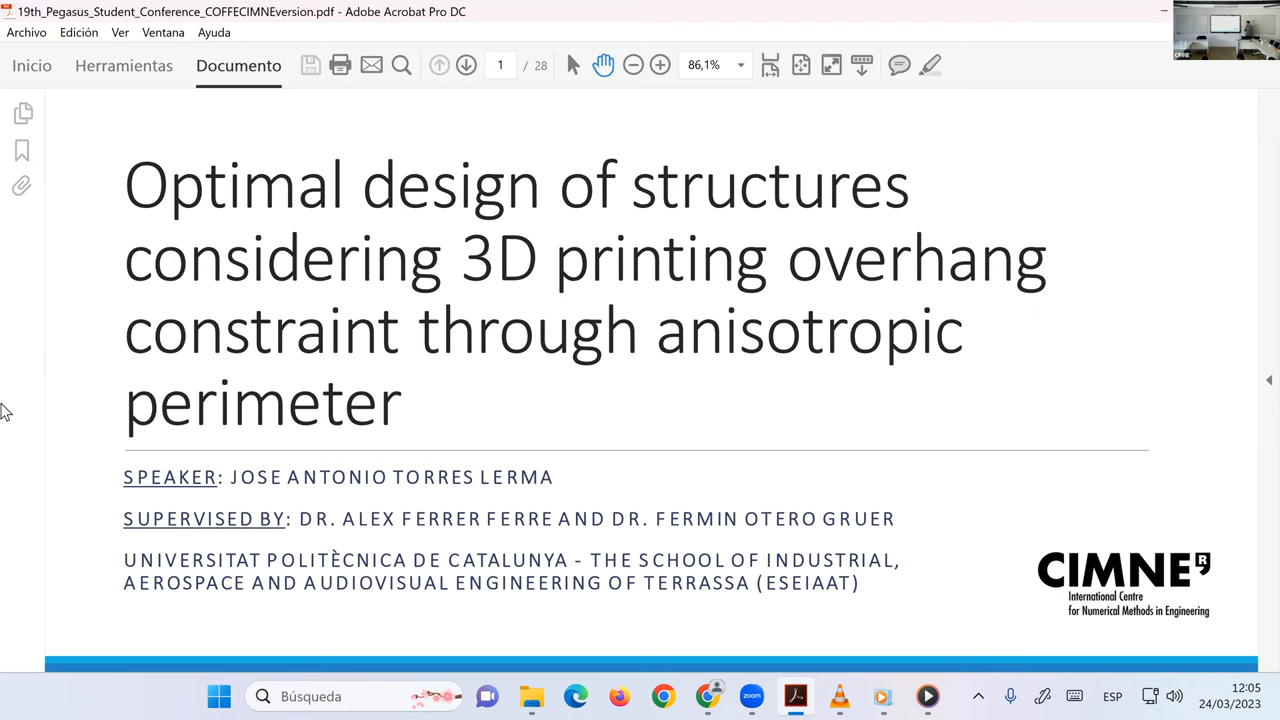 19th_Pegasus_Student_Conference_COFFECIMNEversion.pdf - Adobe Acrobat Pro DC
Archivo Edición Ver Ventana Ayuda
Inicio Herramientas Documento 1 / 28 86,1%
CIMNE
Optimal design of structures
considering 3D printing overhang
constraint through anisotropic
perimeter
SPEAKER: JOSE ANTONIO TORRES LERMA
SUPERVISED BY: DR. ALEX FERRER FERRE AND DR. FERMIN OTERO GRUER
UNIVERSITAT POLITÈCNICA DE CATALUNYA - THE SCHOOL OF INDUSTRIAL,
AEROSPACE AND AUDIOVISUAL ENGINEERING OF TERRASSA (ESEIAAT)
CIMNE R
International Centre
for Numerical Methods in Engineering
Búsqueda
zoom
ESP
12:05
24/03/2023